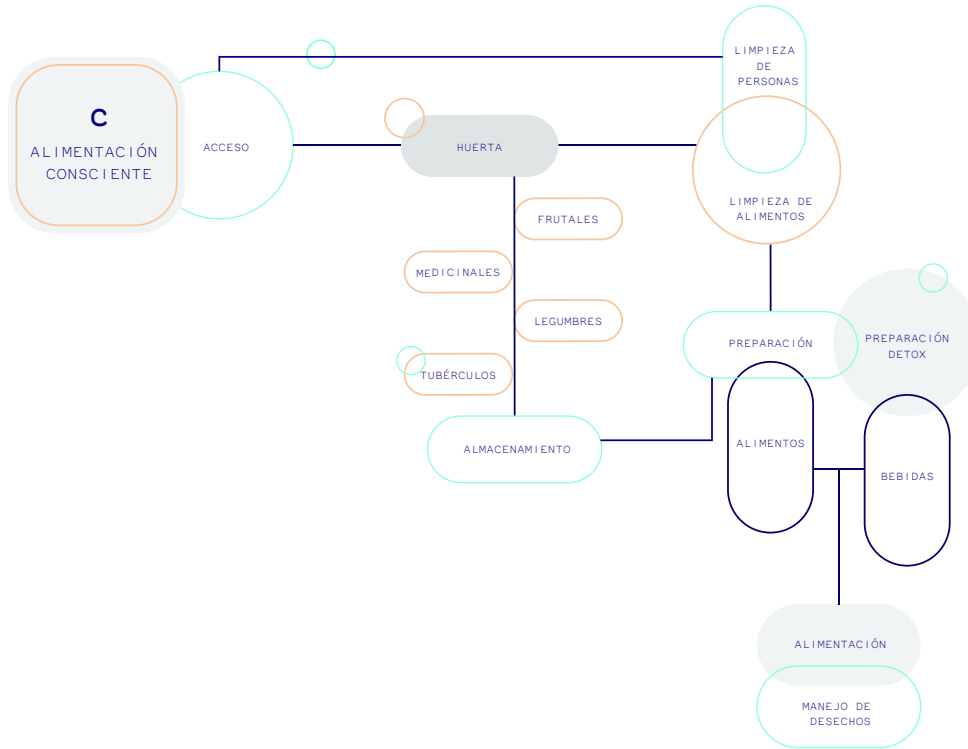 C
ALIMENTACIÓN
CONSCIENTE
ACCESO
HUERTA
LIMPIEZA
DE
PERSONAS
LIMPIEZA DE
ALIMENTOS
FRUTALES
MEDICINALES
LEGUMBRES
TUBÉRCULOS
ALMACENAMIENTO
PREPARACIÓN
PREPARACIÓN
DETOX
ALIMENTOS
BEBIDAS
ALIMENTACIÓN
MANEJO DE
DESECHOS